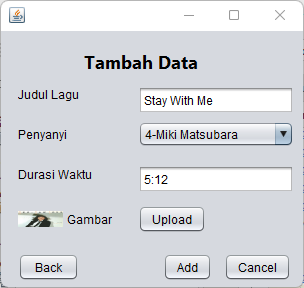 Tambah Data
Judul Lagu
Stay With Me
Penyanyi
4-Miki Matsubara
Durasi Waktu
5:12
Gambar
Upload
Back
Add
Cancel